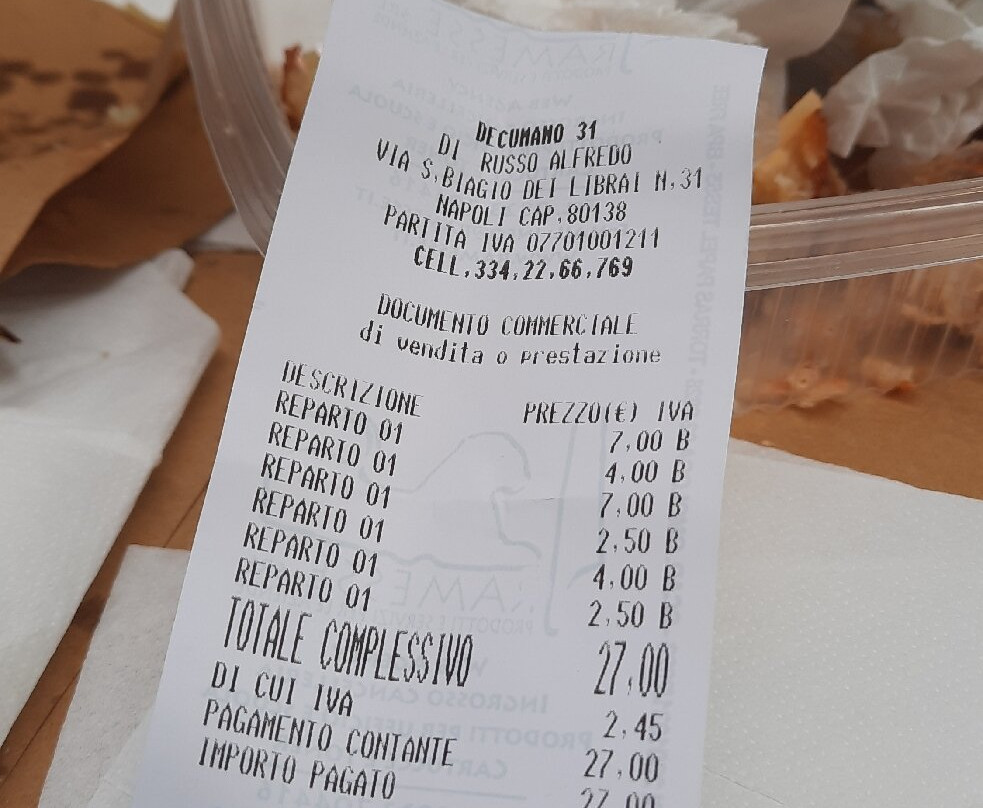 DECUMANO 31
DI RUSSO ALFREDO
VIA S.BIAGIO DEI LIBRAI N.31
NAPOLI CAP.80138
PARTITA IVA 07701001211
CELL.334.22.66.769
DOCUMENTO COMMERCIALE
di vendita o prestazione
DESCRIZIONE PREZZO(€) IVA
REPARTO 01 7,00 B
REPARTO 01 4,00 B
REPARTO 01 7,00 B
REPARTO 01 2,50 B
REPARTO 01 4,00 B
REPARTO 01 2,50 B
TOTALE COMPLESSIVO 27,00
DI CUI IVA 2,45
PAGAMENTO CONTANTE 27,00
IMPORTO PAGATO 27,00